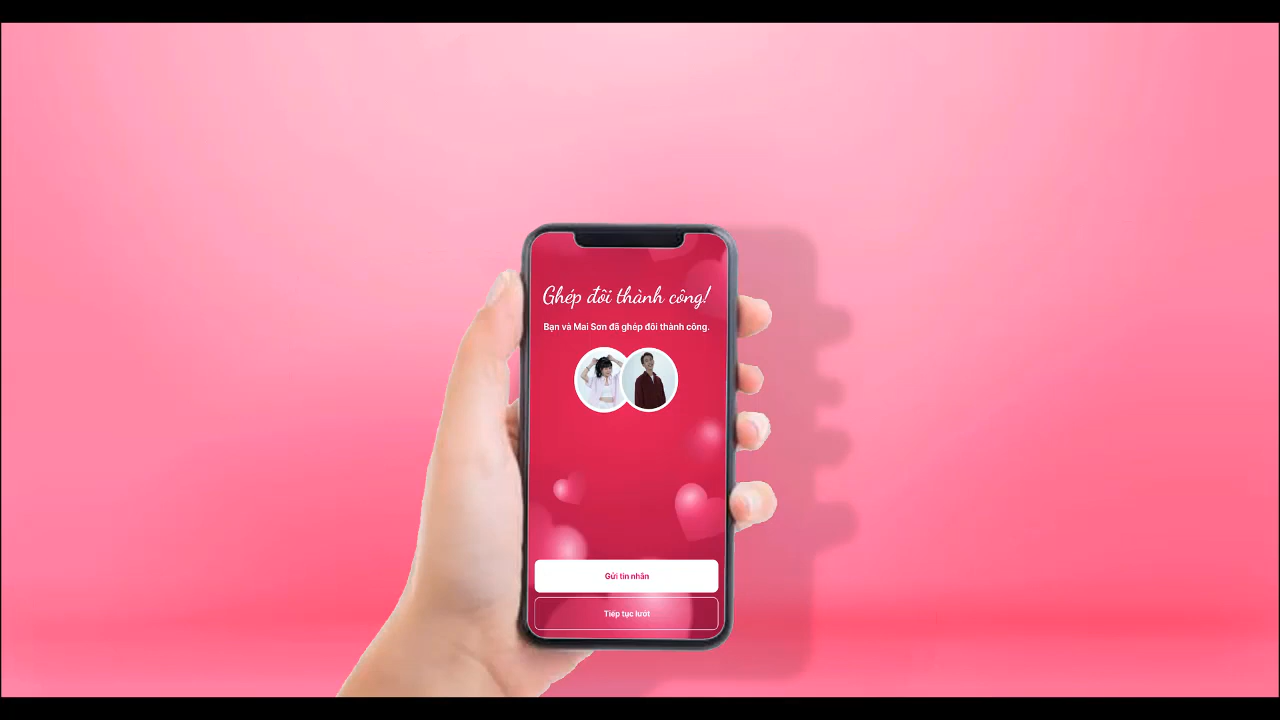 Ghép đôi thành công!
Bạn và Mai Sơn đã ghép đôi thành công.
Gửi tin nhắn
Tiếp tục lướt